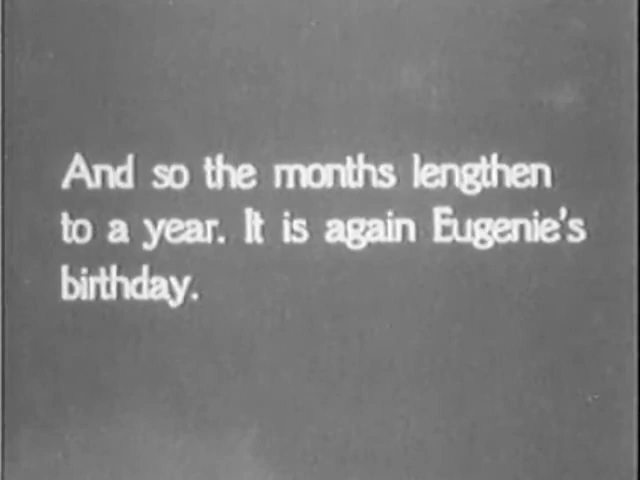 And so the months lengthen
to a year. It is again Eugenie's
birthday.